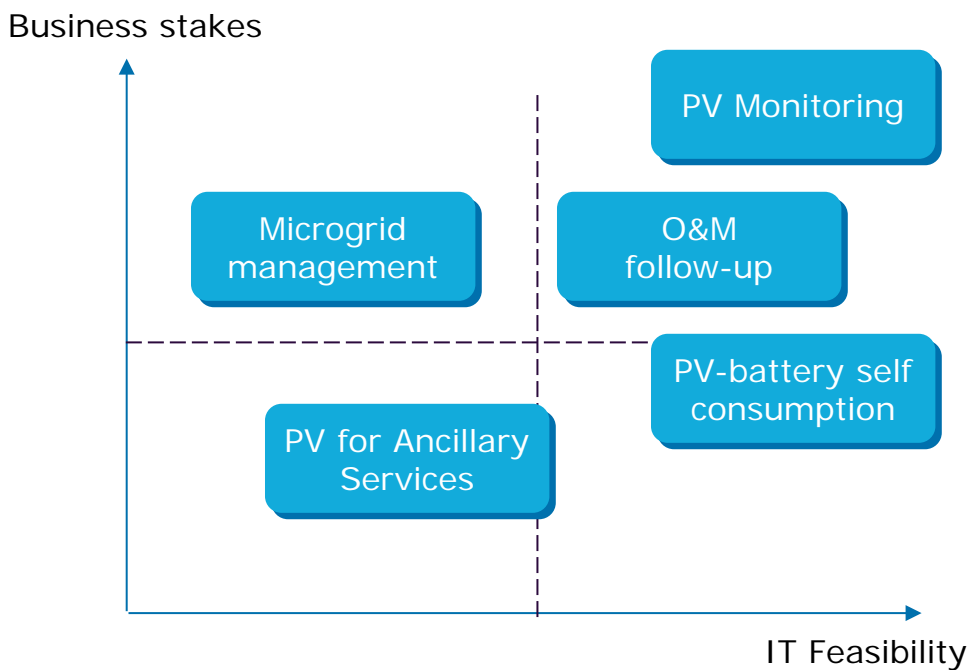 Business stakes
PV Monitoring
Microgrid
management
O&M
follow-up
PV-battery self
consumption
PV for Ancillary
Services
IT Feasibility